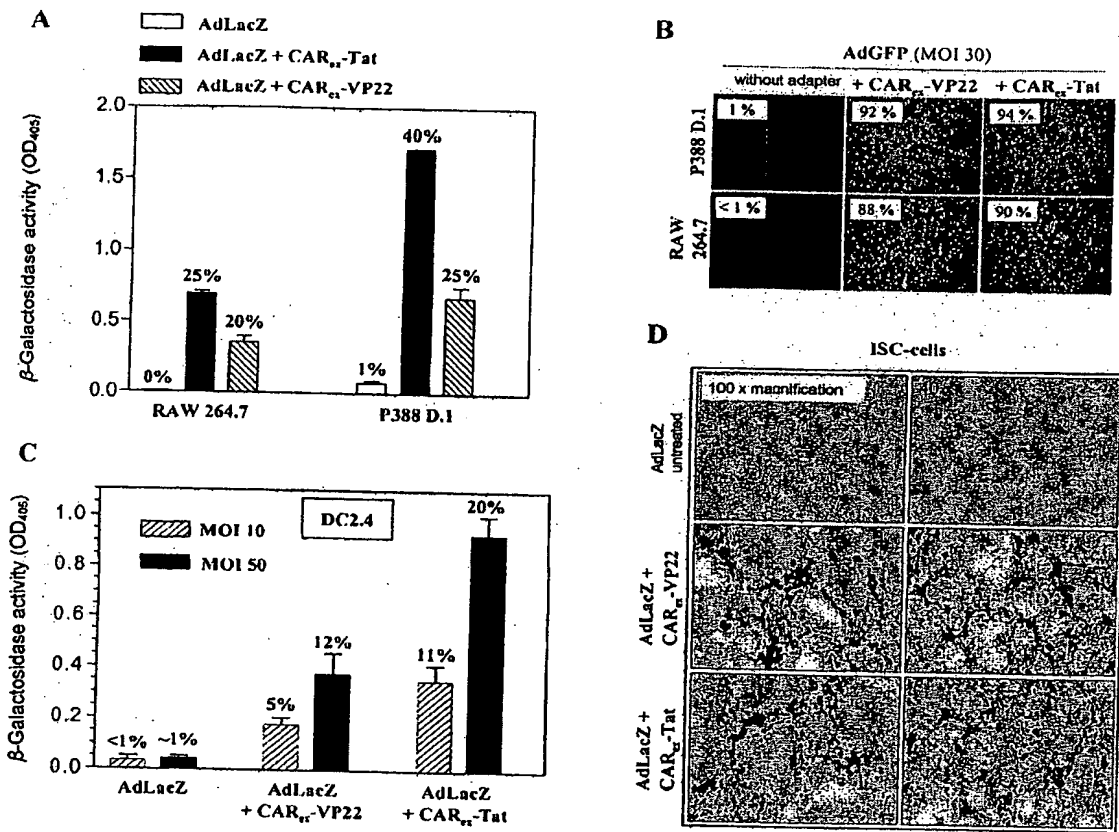 A
AdLacZ
AdLacZ + CARex-Tat
AdLacZ + CARex-VP22
β-Galactosidase activity (OD405)
2.0
1.5
1.0
0.5
0.0
0%
25%
20%
1%
40%
25%
RAW 264.7
P388 D.1
B
AdGFP (MOI 30)
without adapter
+ CARex-VP22
+ CARex-Tat
P388 D.1
1 %
92 %
94 %
RAW
264.7
< 1 %
88 %
90 %
C
β-Galactosidase activity (OD405)
DC2.4
MOI 10
MOI 50
1.0
0.8
0.6
0.4
0.2
0.0
<1%
~1%
5%
12%
11%
20%
AdLacZ
AdLacZ
+ CARex-VP22
AdLacZ
+ CARex-Tat
D
ISC-cells
100 x magnification
AdLacZ
untreated
AdLacZ +
CARex-VP22
AdLacZ +
CARex-Tat